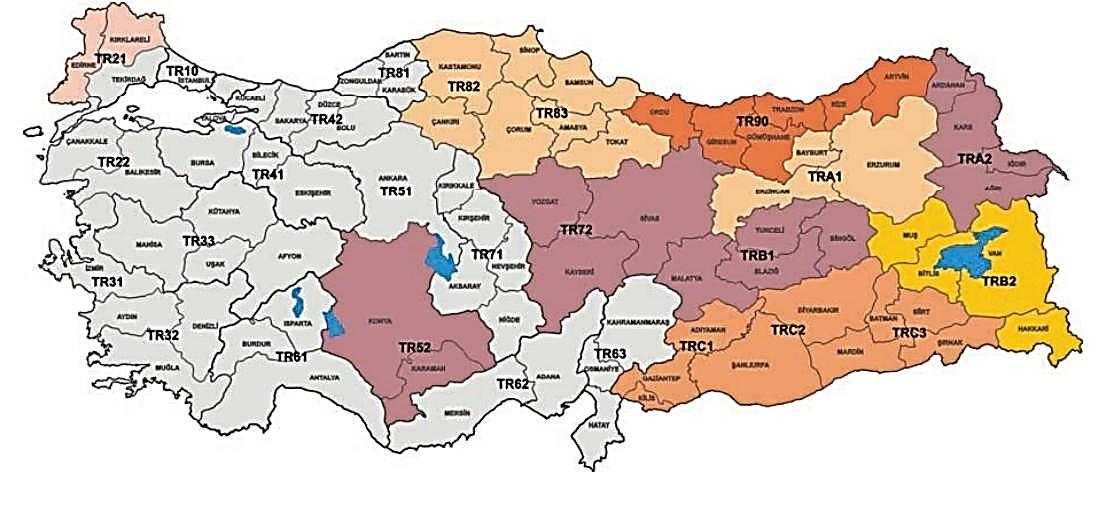 KIRKLARELİ
EDİRNE
TR21
TEKİRDAĞ
TR10
İSTANBUL
KOCAELİ
YALOVA
BARTIN
ZONGULDAK
TR81
KARABÜK
DÜZCE
SAKARYA
TR42
BOLU
KASTAMONU
SİNOP
TR82
SAMSUN
ÇANKIRI
ÇORUM
TR83
AMASYA
TOKAT
ORDU
GİRESUN
TR90
TRABZON
GÜMÜŞHANE
RİZE
ARTVİN
ARDAHAN
KARS
TRA2
IĞDIR
AĞRI
BAYBURT
ERZURUM
TRA1
ERZİNCAN
ÇANAKKALE
TR22
BALIKESİR
BURSA
BİLECİK
TR41
ESKİŞEHİR
ANKARA
TR51
KIRIKKALE
KIRŞEHİR
TR71
NEVŞEHİR
AKSARAY
NİĞDE
YOZGAT
SİVAS
TR72
KAYSERİ
TUNCELİ
BİNGÖL
TRB1
ELAZIĞ
MALATYA
MUŞ
BİTLİS
VAN
TRB2
HAKKARİ
KÜTAHYA
MANİSA
TR33
UŞAK
AFYON
İZMİR
TR31
AYDIN
TR32
DENİZLİ
MUĞLA
ISPARTA
BURDUR
TR61
ANTALYA
KONYA
TR52
KARAMAN
MERSİN
TR62
ADANA
KAHRAMANMARAŞ
TR63
OSMANİYE
HATAY
ADIYAMAN
TRC1
GAZİANTEP
KİLİS
DİYARBAKIR
TRC2
ŞANLIURFA
BATMAN
SİİRT
TRC3
MARDİN
ŞIRNAK